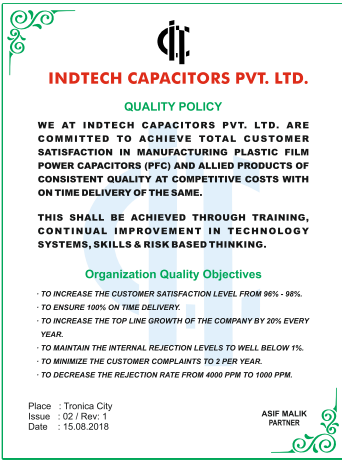 INDTECH CAPACITORS PVT. LTD.
QUALITY POLICY
WE AT INDTECH CAPACITORS PVT. LTD. ARE
COMMITTED TO ACHIEVE TOTAL CUSTOMER
SATISFACTION IN MANUFACTURING PLASTIC FILM
POWER CAPACITORS (PFC) AND ALLIED PRODUCTS OF
CONSISTENT QUALITY AT COMPETITIVE COSTS WITH
ON TIME DELIVERY OF THE SAME.
THIS SHALL BE ACHIEVED THROUGH TRAINING,
CONTINUAL IMPROVEMENT IN TECHNOLOGY
SYSTEMS, SKILLS & RISK BASED THINKING.
Organization Quality Objectives
· TO INCREASE THE CUSTOMER SATISFACTION LEVEL FROM 96% - 98%.
· TO ENSURE 100% ON TIME DELIVERY.
· TO INCREASE THE TOP LINE GROWTH OF THE COMPANY BY 20% EVERY
YEAR.
· TO MAINTAIN THE INTERNAL REJECTION LEVELS TO WELL BELOW 1%.
· TO MINIMIZE THE CUSTOMER COMPLAINTS TO 2 PER YEAR.
· TO DECREASE THE REJECTION RATE FROM 4000 PPM TO 1000 PPM.
Place : Tronica City
Issue : 02 / Rev: 1
Date : 15.08.2018
ASIF MALIK
PARTNER